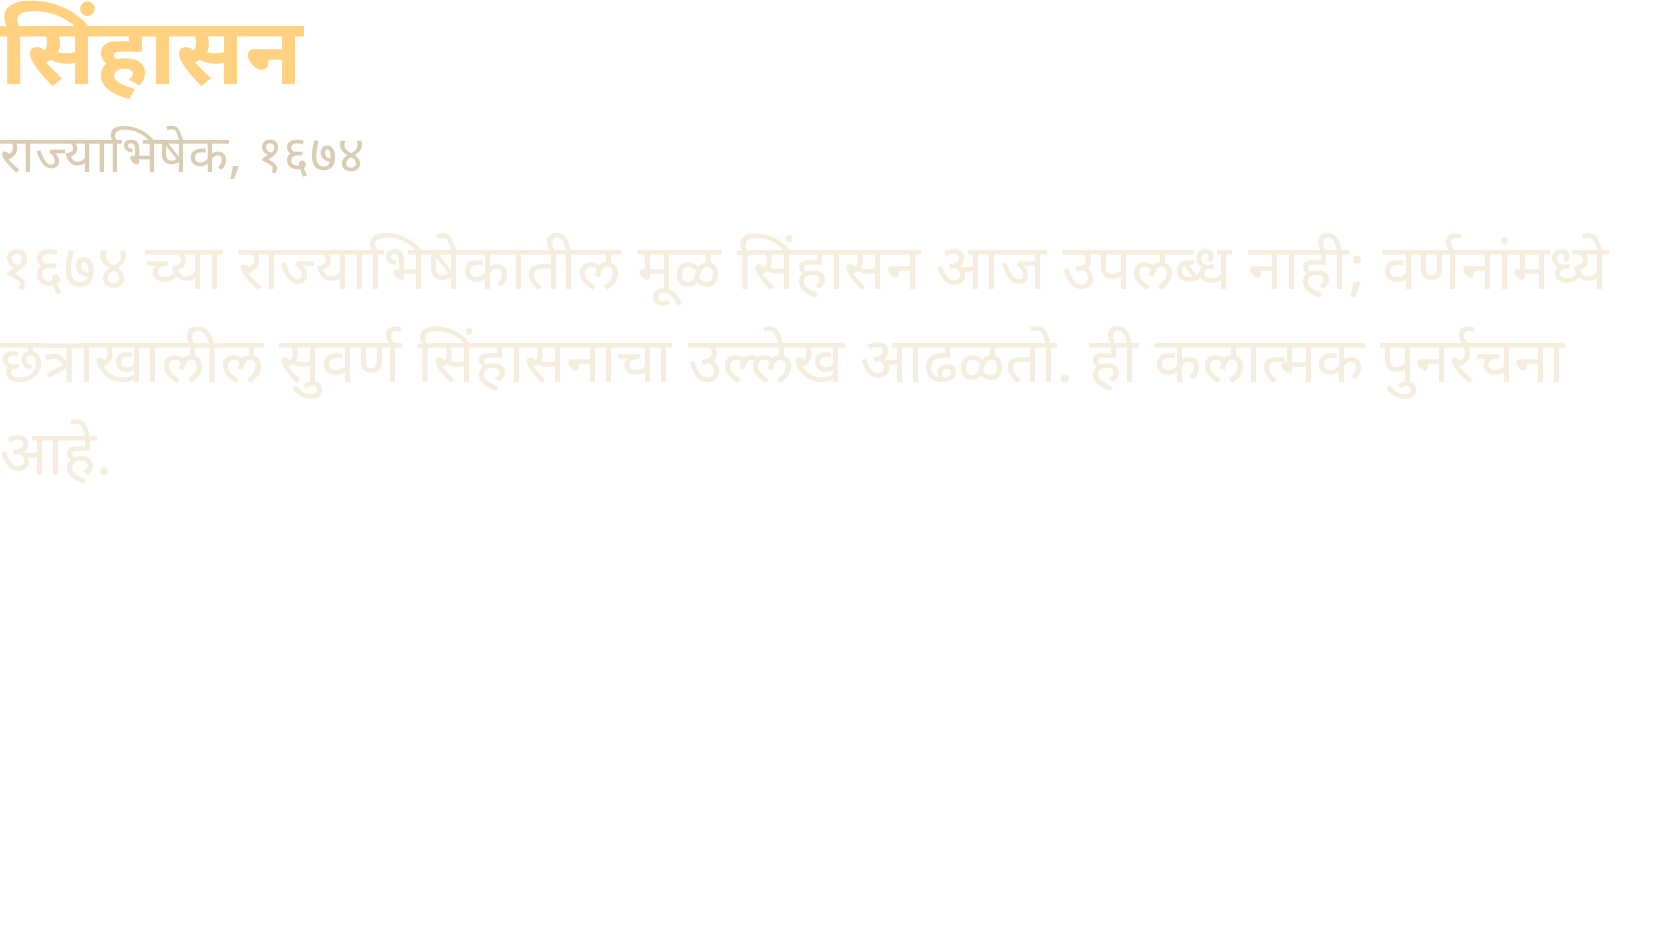 सिंहासन
राज्याभिषेक, १६७४
१६७४ च्या राज्याभिषेकातील मूळ सिंहासन आज उपलब्ध नाही; वर्णनांमध्ये
छत्राखालील सुवर्ण सिंहासनाचा उल्लेख आढळतो. ही कलात्मक पुनर्रचना
आहे.